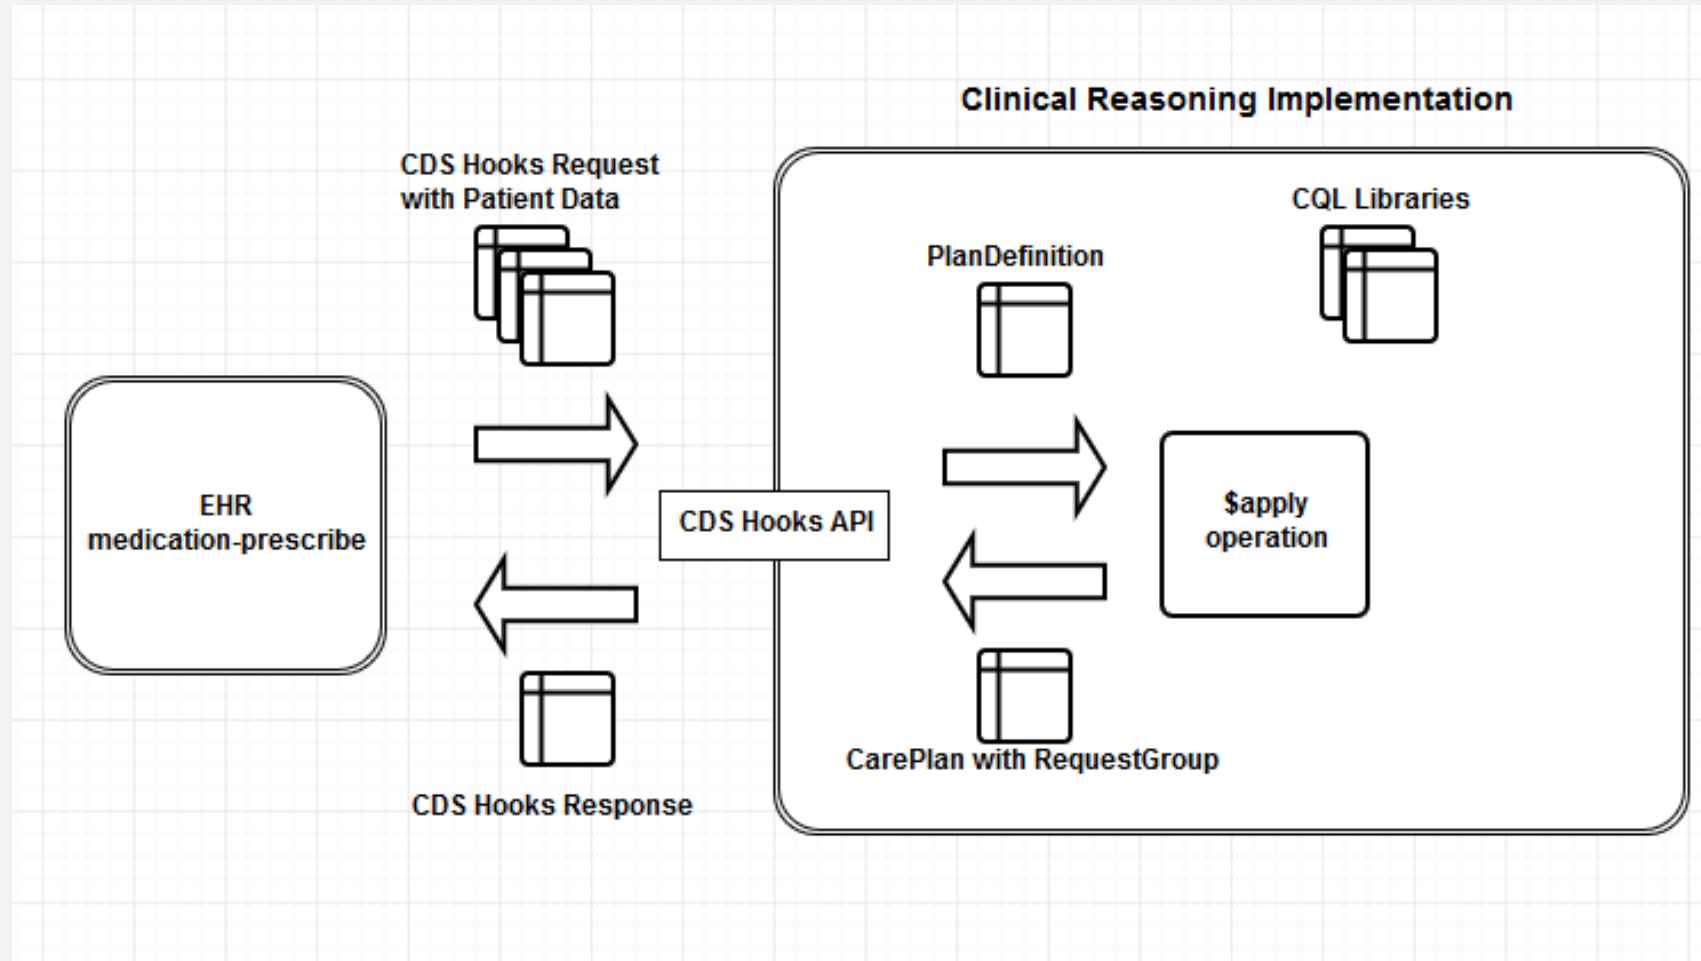 Clinical Reasoning Implementation
CDS Hooks Request
with Patient Data
CQL Libraries
PlanDefinition
EHR
medication-prescribe
CDS Hooks API
$apply
operation
CarePlan with RequestGroup
CDS Hooks Response